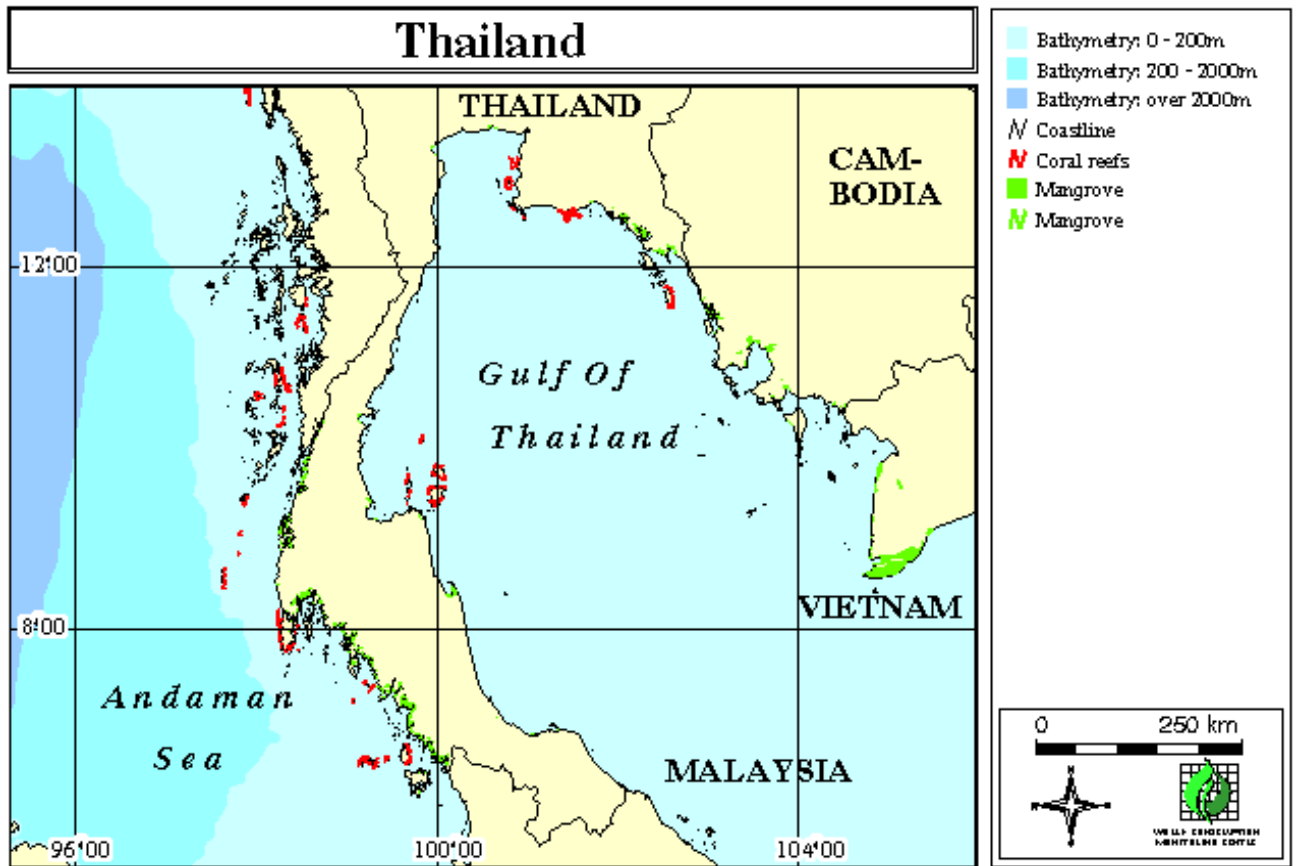 Thailand
Bathymetry: 0 - 200m
Bathymetry: 200 - 2000m
Bathymetry: over 2000m
Coastline
Coral reefs
Mangrove
Mangrove
THAILAND
CAM-
BODIA
12°00
Gulf Of
Thailand
VIETNAM
8°00
Andaman
Sea
MALAYSIA
96°00
100°00
104°00
0 250 km
N
MONITORING CENTRE